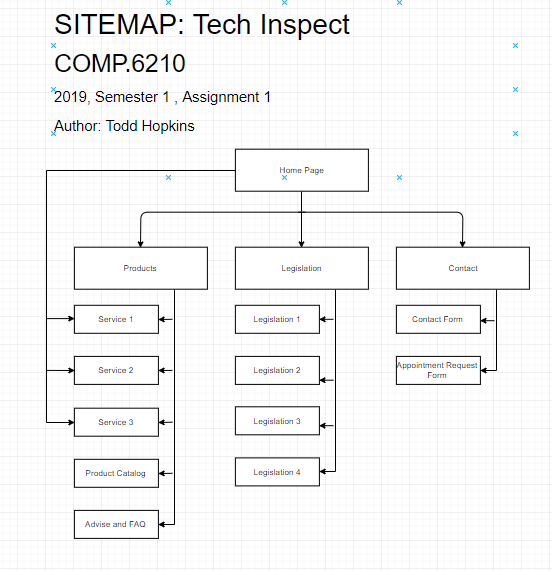 SITEMAP: Tech Inspect
COMP.6210
2019, Semester 1 , Assignment 1
Author: Todd Hopkins
Home Page
Products
Legislation
Contact
Service 1
Legislation 1
Contact Form
Service 2
Legislation 2
Appointment Request
Form
Service 3
Legislation 3
Product Catalog
Legislation 4
Advise and FAQ